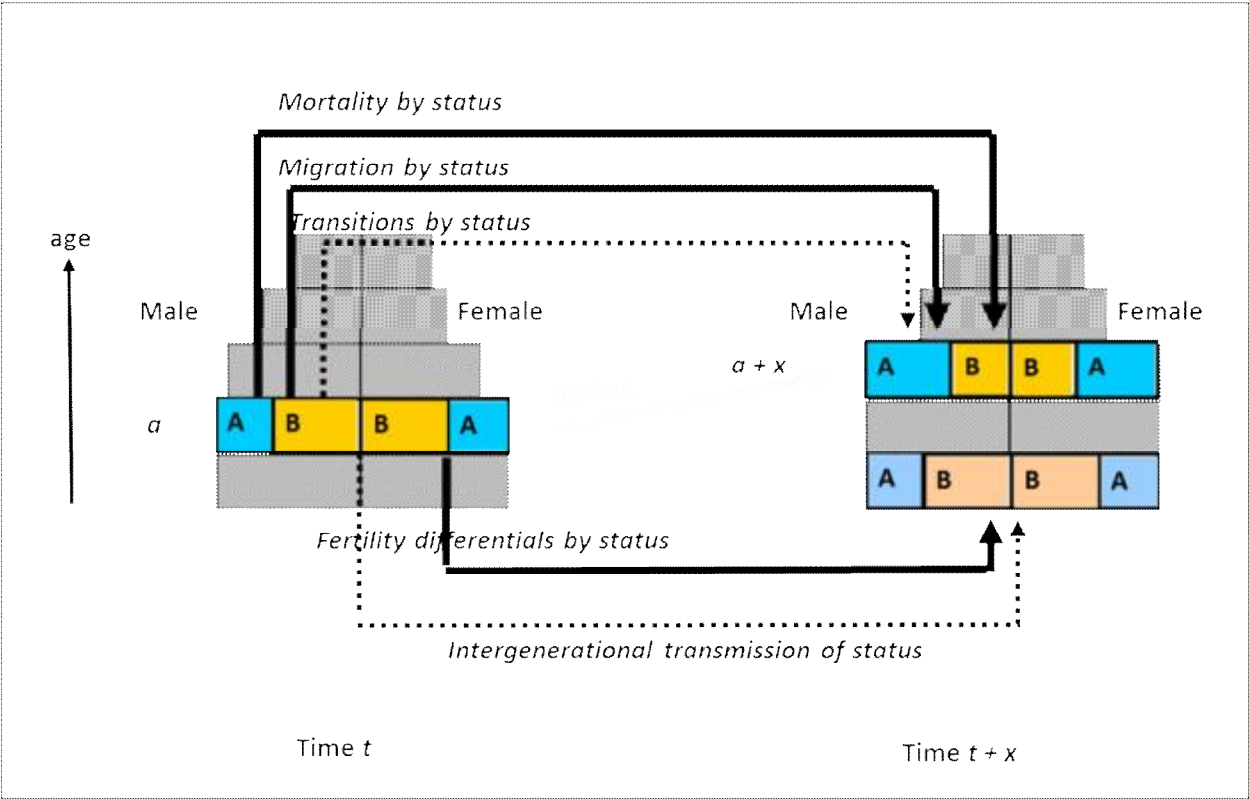 Mortality by status
Migration by status
Transitions by status
age
Male
Female
Male
Female
a + x
A
B
B
A
a
A
B
B
A
A
B
B
A
Fertility differentials by status
Intergenerational transmission of status
Time t
Time t + x